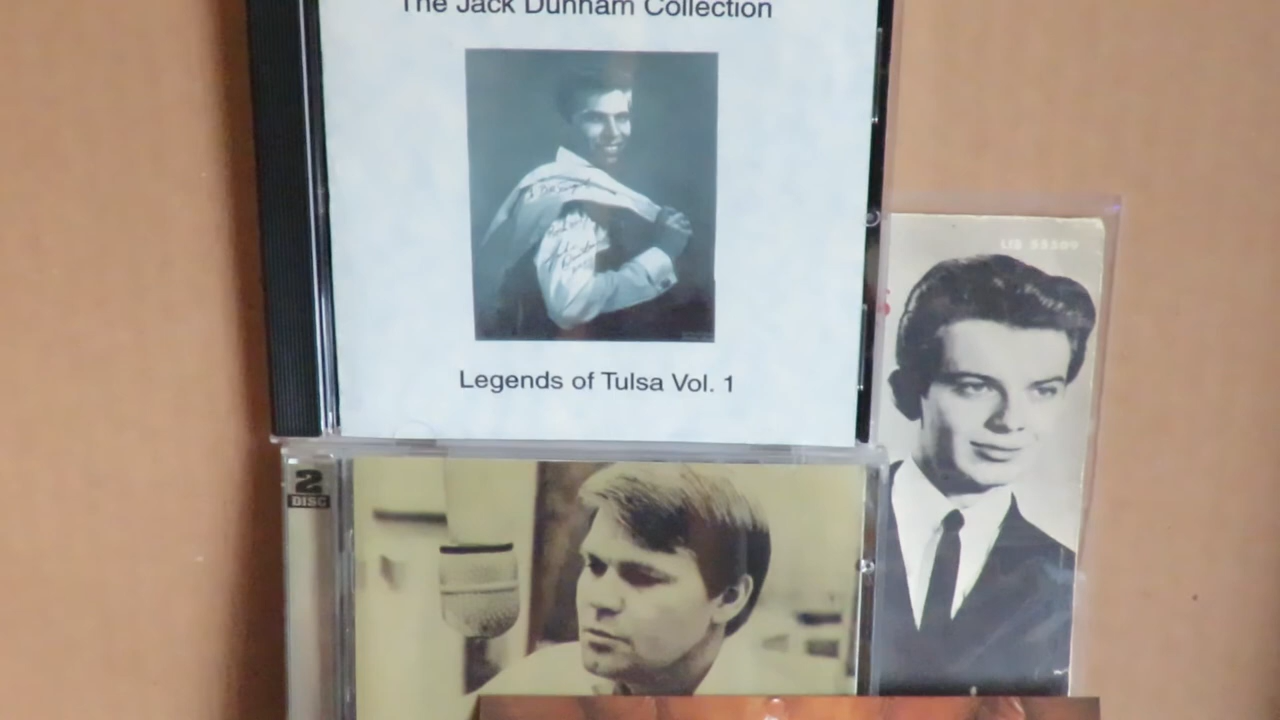 The Jack Dunham Collection
Legends of Tulsa Vol. 1
LIB 55509
2
DISC